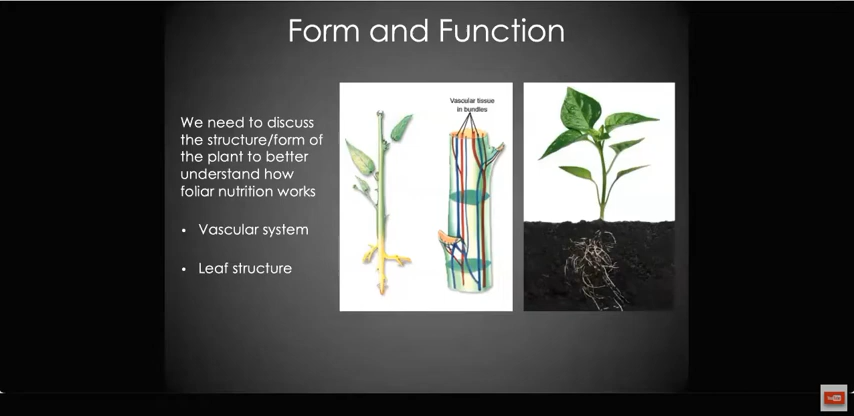 Form and Function
We need to discuss
the structure/form of
the plant to better
understand how
foliar nutrition works
• Vascular system
• Leaf structure
Vascular tissue
in bundles